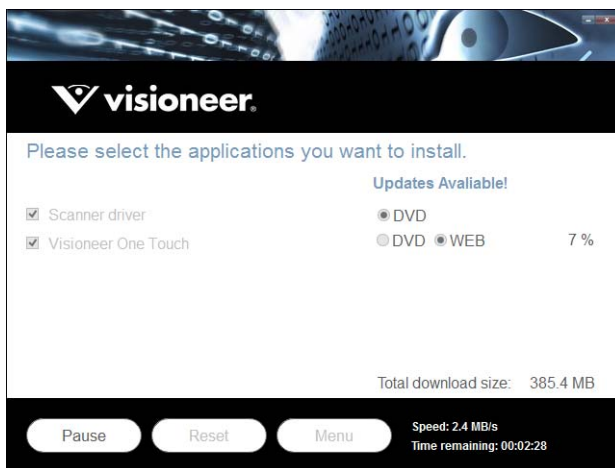 visioneer®
Please select the applications you want to install.
Updates Avaliable!
Scanner driver DVD
Visioneer One Touch DVD WEB 7 %
Total download size: 385.4 MB
Pause Reset Menu
Speed: 2.4 MB/s
Time remaining: 00:02:28